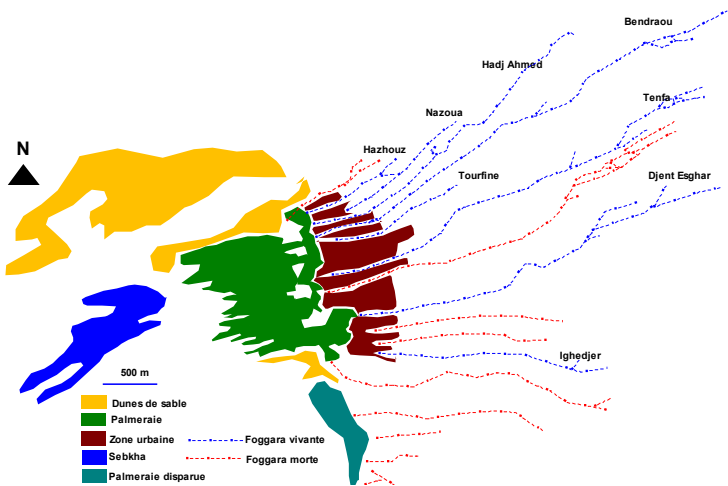 Bendraou
Hadj Ahmed
Tenfa
Nazoua
N
Hazhouz
Tourfine
Djent Esghar
Ighedjer
500 m
Dunes de sable
Palmeraie
Zone urbaine
Foggara vivante
Sebkha
Foggara morte
Palmeraie disparue